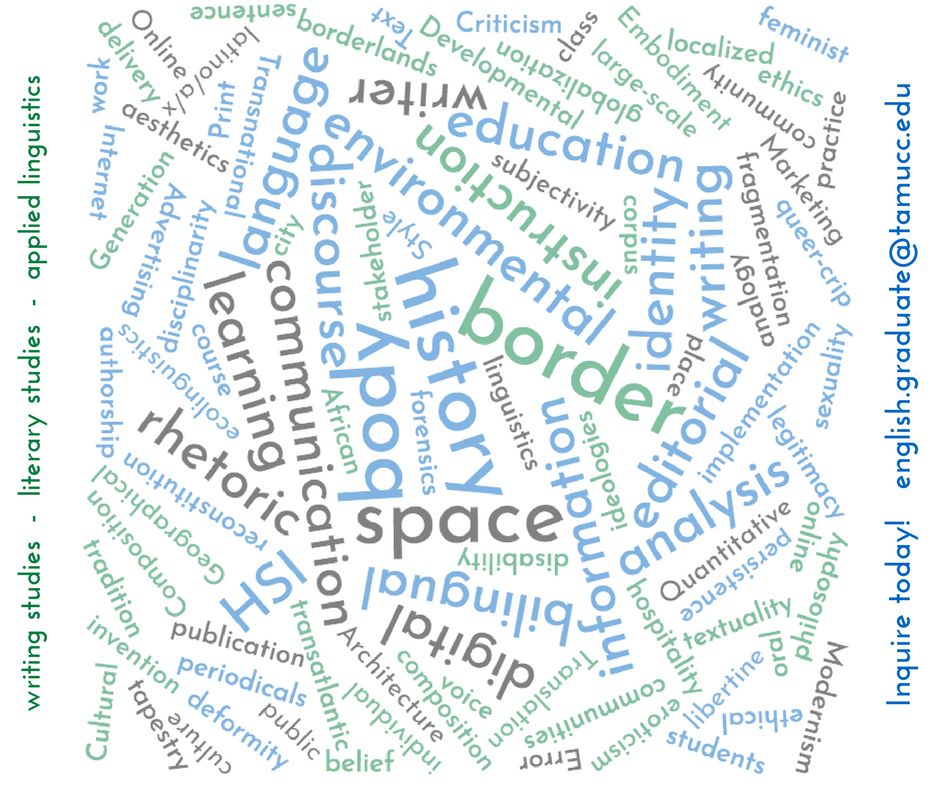 writing studies - literary studies - applied linguistics
sentence
Online
latino/a/x
delivery
borderlands
Text
Criticism
Developmental
globalization
class
large-scale
Embodiment
localized
feminist
ethics
community
practice
work
Internet
aesthetics
Print
Transnational
language
writer
education
instruction
subjectivity
environmental
discourse
Generation
Advertising
disciplinarity
city
stakeholder
Style
corpus
identity
writing
fragmentation
Marketing
queer-crip
analogy
history
border
place
learning
communication
body
linguistics
authorship
ecolinguistics
course
African
forensics
information
ideologies
editorial
implementation
sexuality
legitimacy
rhetoric
reconstitution
Geographical
Composition
tradition
space
disability
analysis
Quantitative
persistence
online
philosophy
HSI
bilingual
digital
hospitality
textuality
oral
invention
publication
periodicals
transatlantic
Architecture
composition
voice
Translation
communities
eroticism
libertine
ethical
Modernism
Cultural
tapestry
culture
deformity
public
belief
individual
Error
students
Inquire today! english.graduate@tamucc.edu